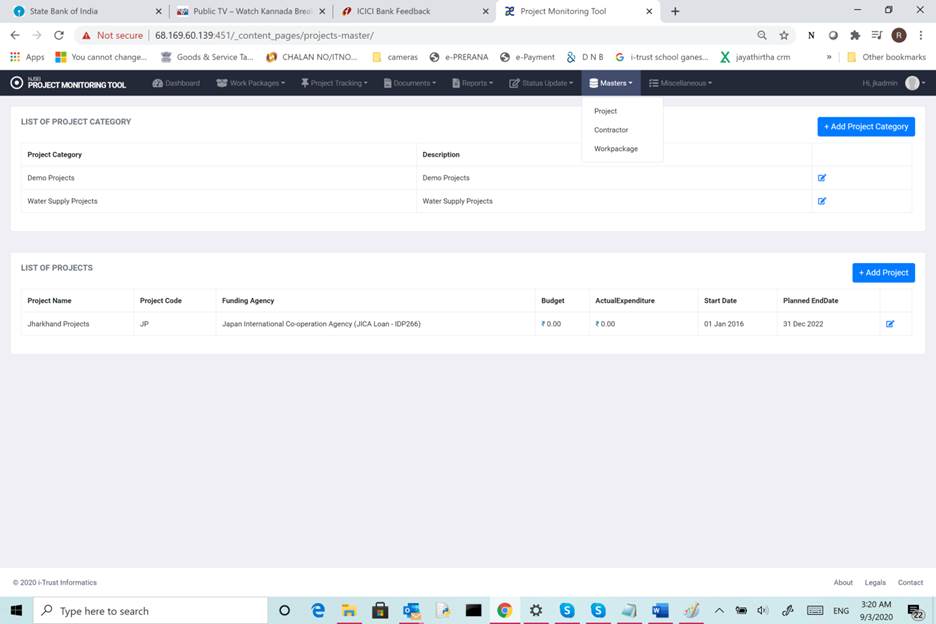 State Bank of India
Public TV – Watch Kannada Brea
ICICI Bank Feedback
Project Monitoring Tool
Not secure 68.169.60.139:451/_content_pages/projects-master/
Apps You cannot change... Goods & Service Ta... CHALAN NO/ITNO... cameras e-PRERANA e-Payment D N B i-trust school ganes... jayathirtha crm » Other bookmarks
PROJECT MONITORING TOOL Dashboard Work Packages Project Tracking Documents Reports Status Update Masters Miscellaneous Hi, jkadmin
Project
Contractor
Workpackage
LIST OF PROJECT CATEGORY
+ Add Project Category
Project Category Description
Demo Projects Demo Projects
Water Supply Projects Water Supply Projects
LIST OF PROJECTS
+ Add Project
Project Name Project Code Funding Agency Budget ActualExpenditure Start Date Planned EndDate
Jharkhand Projects JP Japan International Co-operation Agency (JICA Loan - IDP266) ₹ 0.00 ₹ 0.00 01 Jan 2016 31 Dec 2022
© 2020 i-Trust Informatics About Legals Contact
Type here to search
ENG
3:20 AM
9/3/2020
22